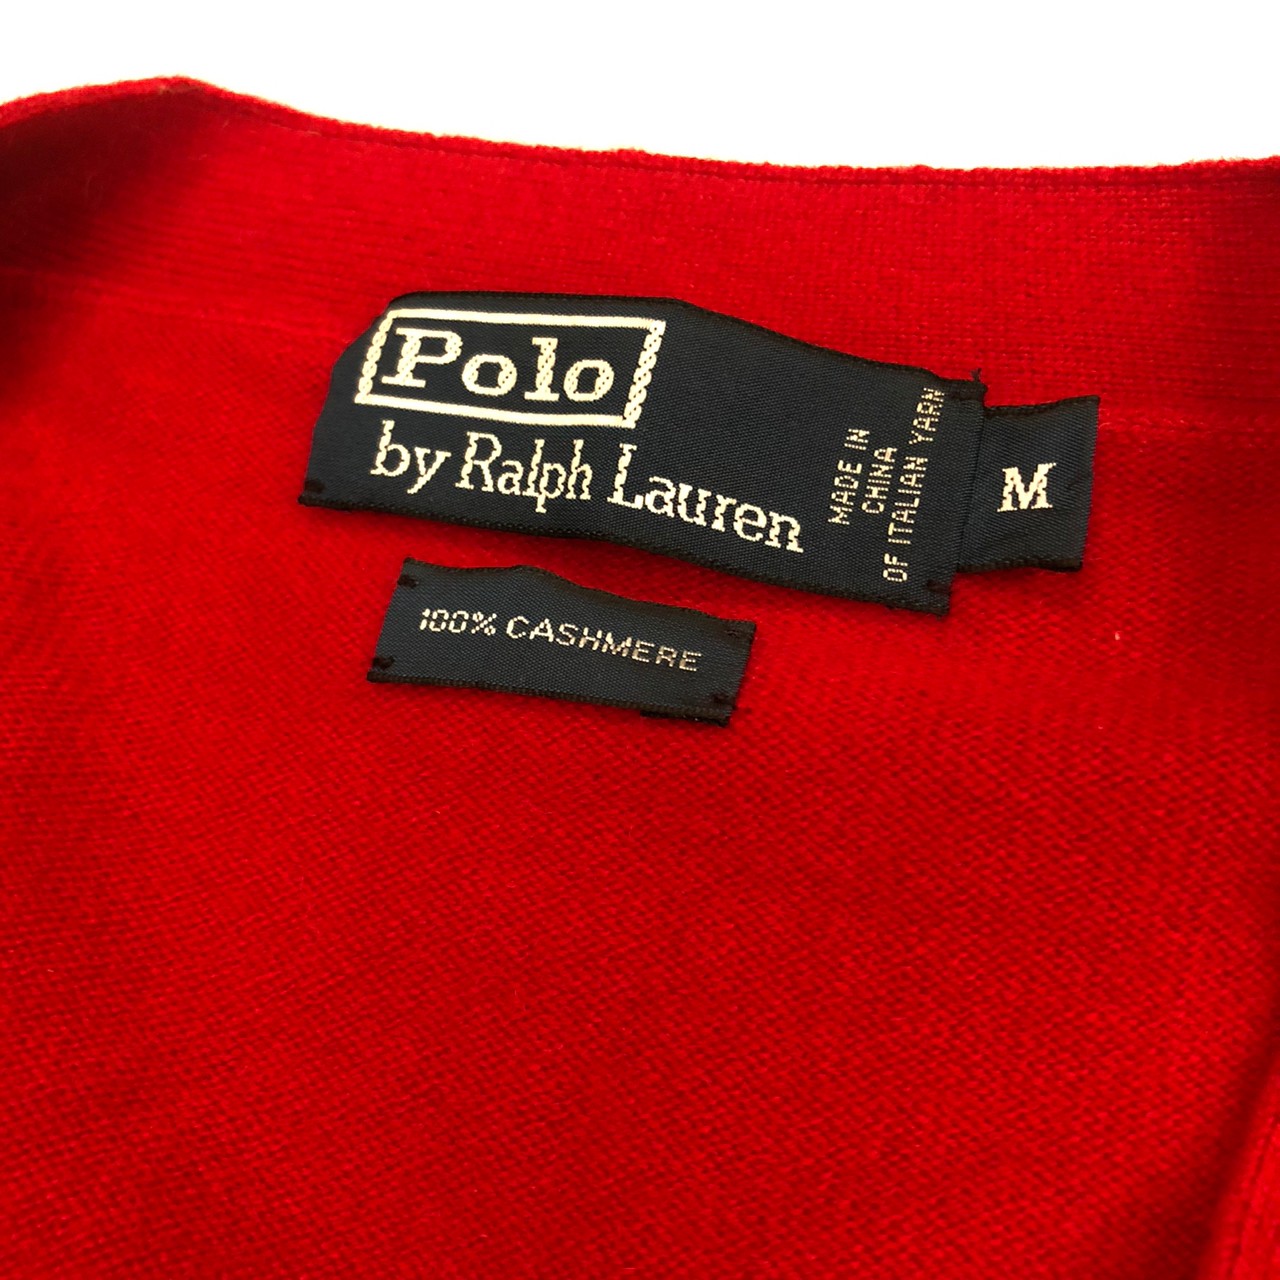 Polo
by Ralph Lauren
MADE IN
CHINA
OF ITALIAN YARN
M
100% CASHMERE